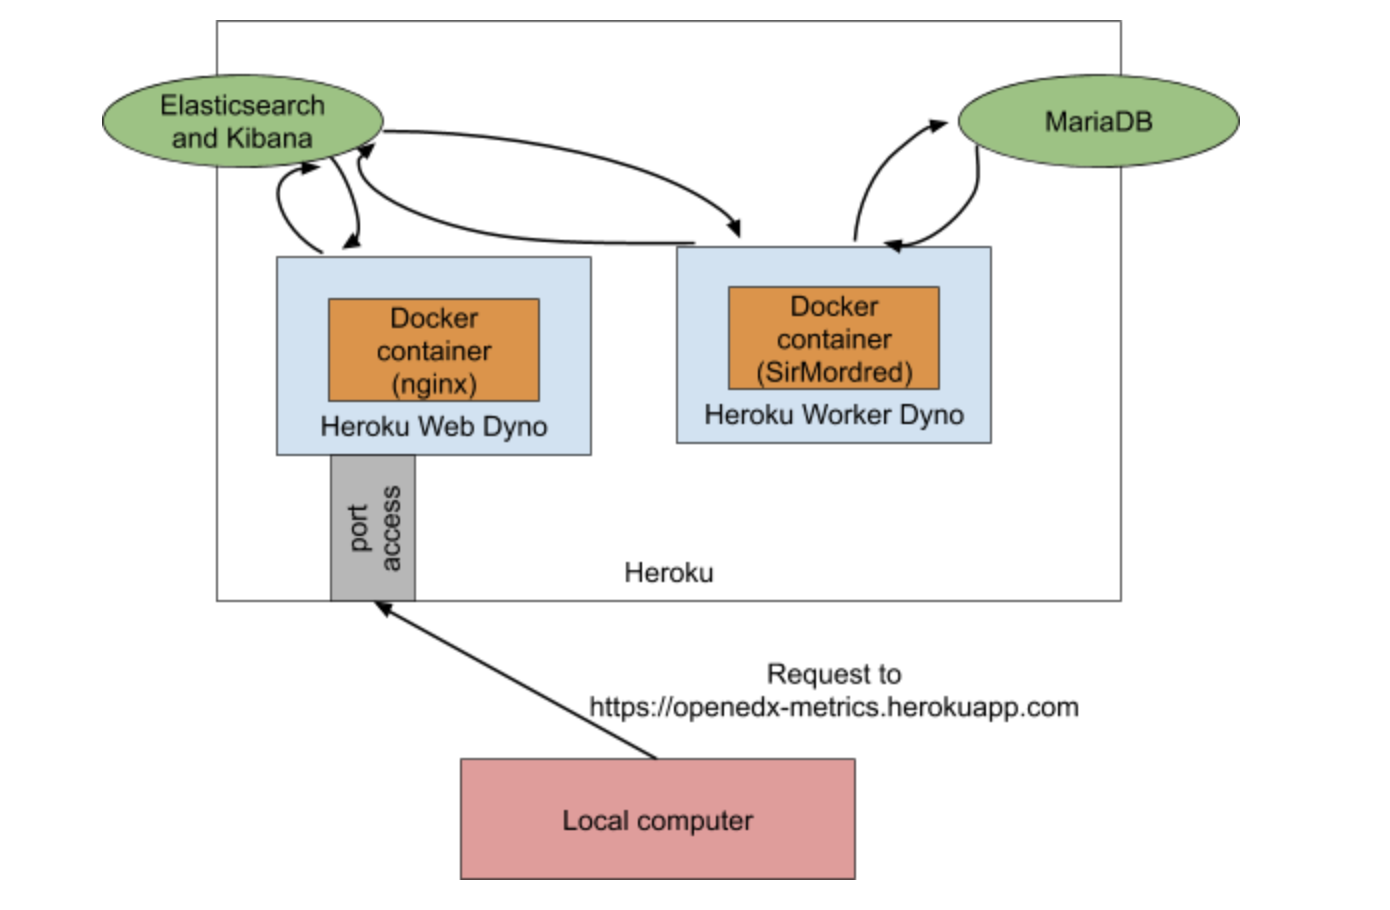 Elasticsearch
and Kibana
MariaDB
Docker
container
(nginx)
Heroku Web Dyno
Docker
container
(SirMordred)
Heroku Worker Dyno
port
access
Heroku
Request to
https://openedx-metrics.herokuapp.com
Local computer